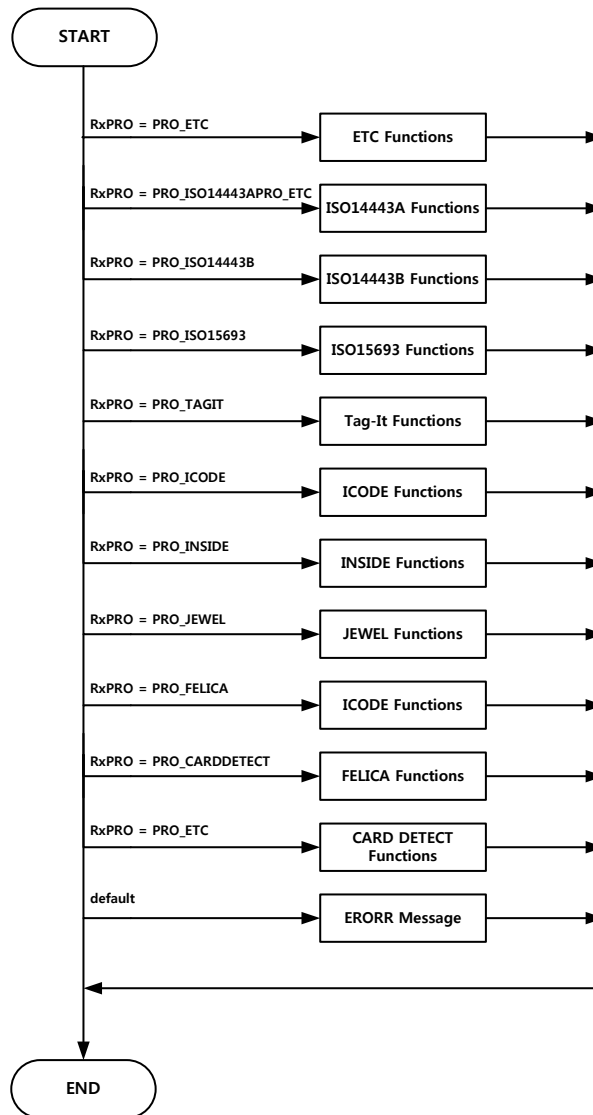 START
RxPRO = PRO_ETC
ETC Functions
RxPRO = PRO_ISO14443APRO_ETC
ISO14443A Functions
RxPRO = PRO_ISO14443B
ISO14443B Functions
RxPRO = PRO_ISO15693
ISO15693 Functions
RxPRO = PRO_TAGIT
Tag-It Functions
RxPRO = PRO_ICODE
ICODE Functions
RxPRO = PRO_INSIDE
INSIDE Functions
RxPRO = PRO_JEWEL
JEWEL Functions
RxPRO = PRO_FELICA
ICODE Functions
RxPRO = PRO_CARDDETECT
FELICA Functions
RxPRO = PRO_ETC
CARD DETECT
Functions
default
ERORR Message
END